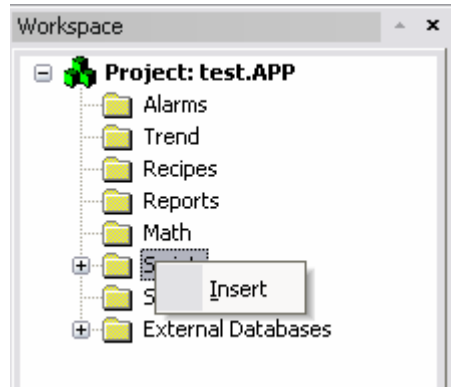 Workspace
Project: test.APP
Alarms
Trend
Recipes
Reports
Math
Insert
External Databases